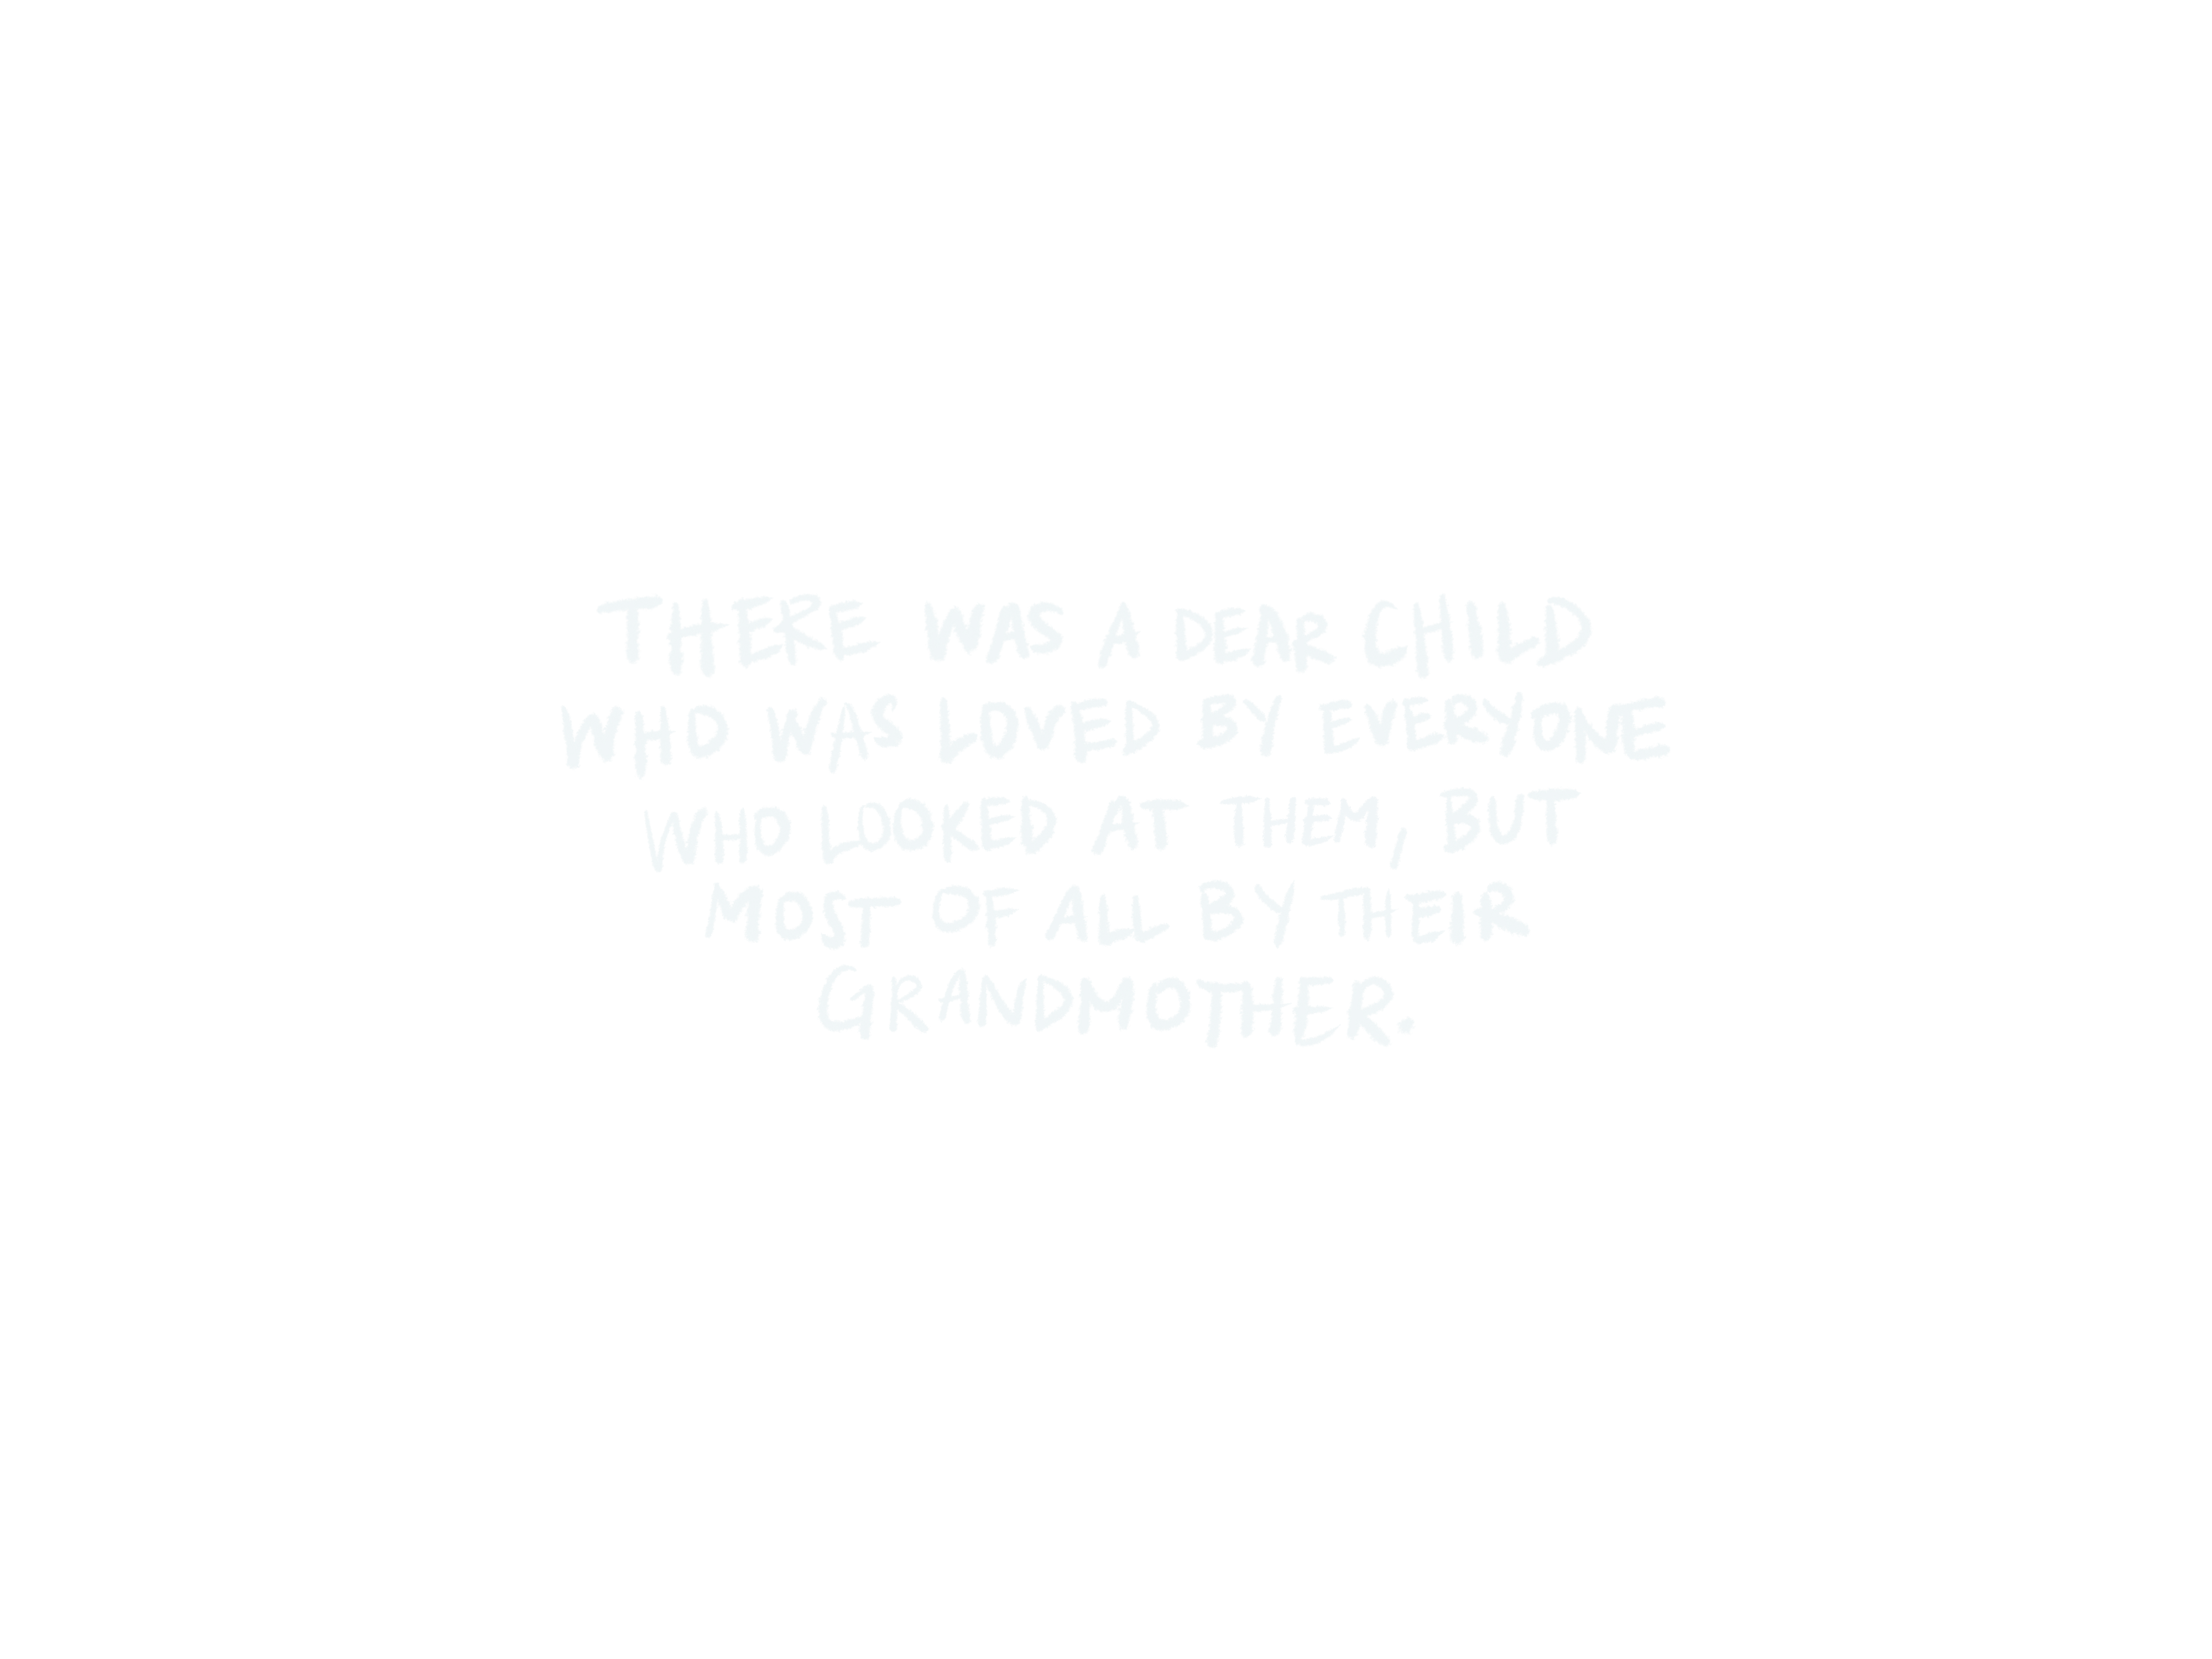 There was a dear child
who was loved by everyone
who looked at them, but
most of all by their
Grandmother.